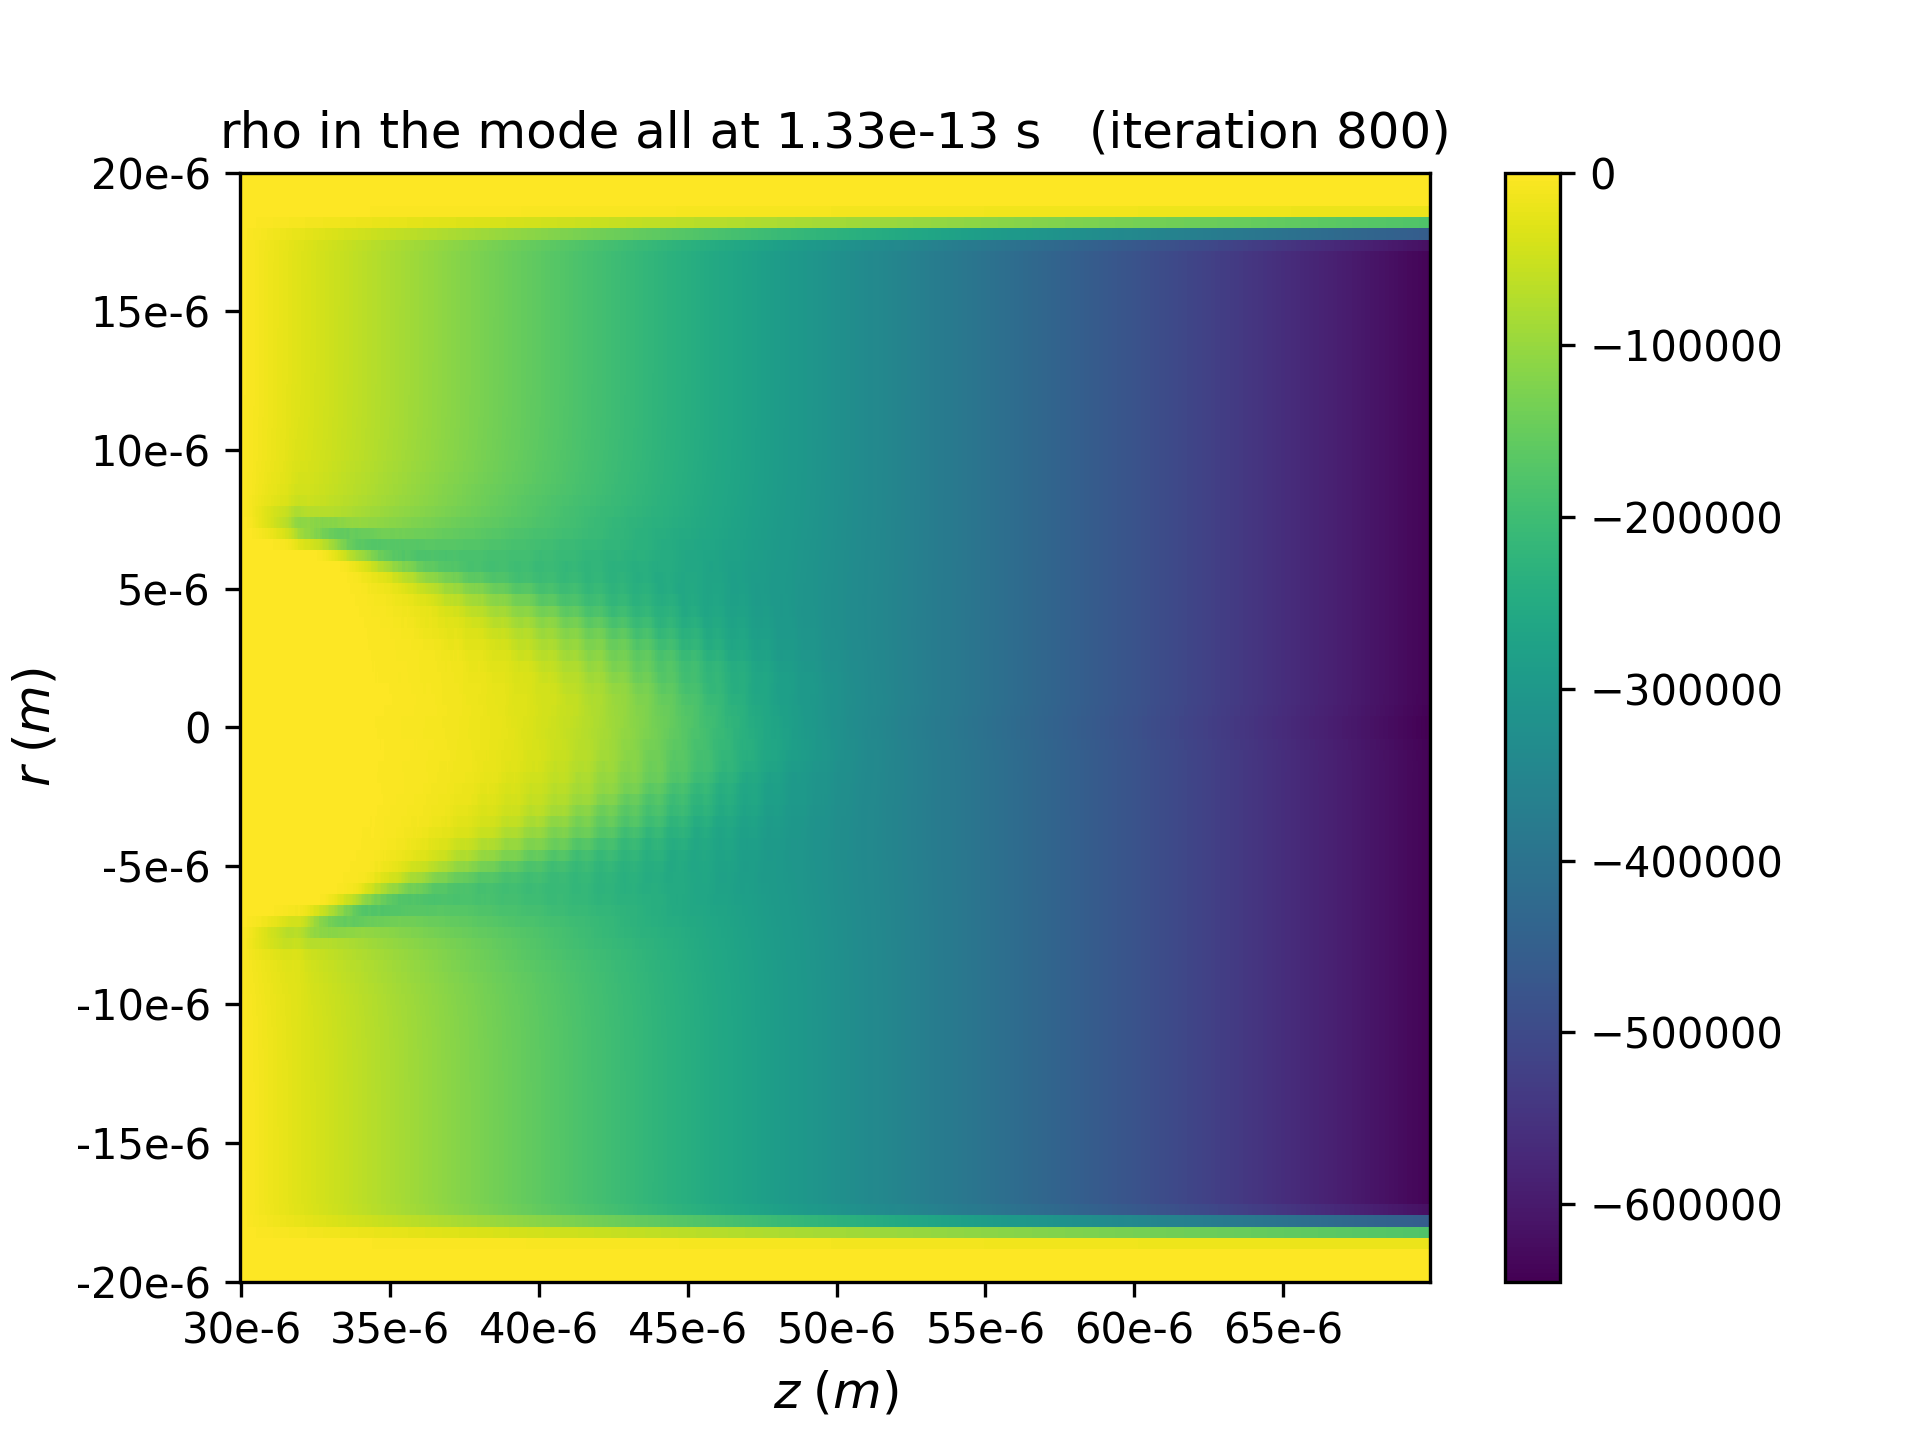 rho in the mode all at 1.33e-13 s   (iteration 800)
20e-6
15e-6
10e-6
5e-6
0
-5e-6
-10e-6
-15e-6
-20e-6
r (m)
30e-6 35e-6 40e-6 45e-6 50e-6 55e-6 60e-6 65e-6
z (m)
0
−100000
−200000
−300000
−400000
−500000
−600000